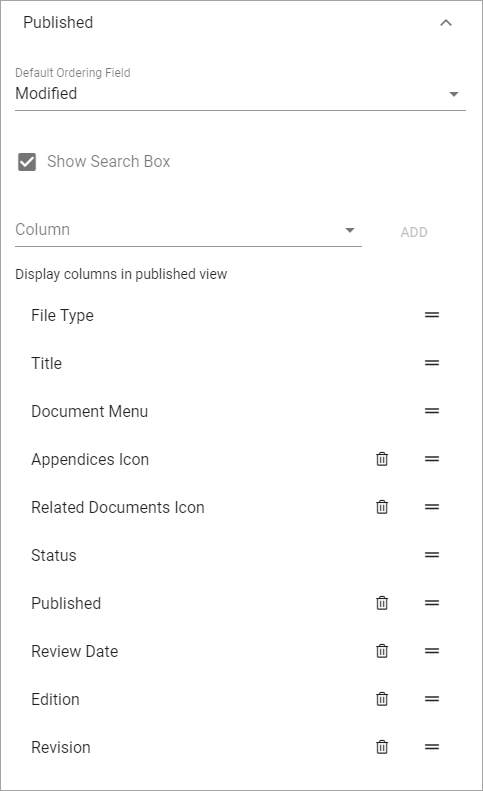 Published
Default Ordering Field
Modified
Show Search Box
Column
ADD
Display columns in published view
File Type
Title
Document Menu
Appendices Icon
Related Documents Icon
Status
Published
Review Date
Edition
Revision